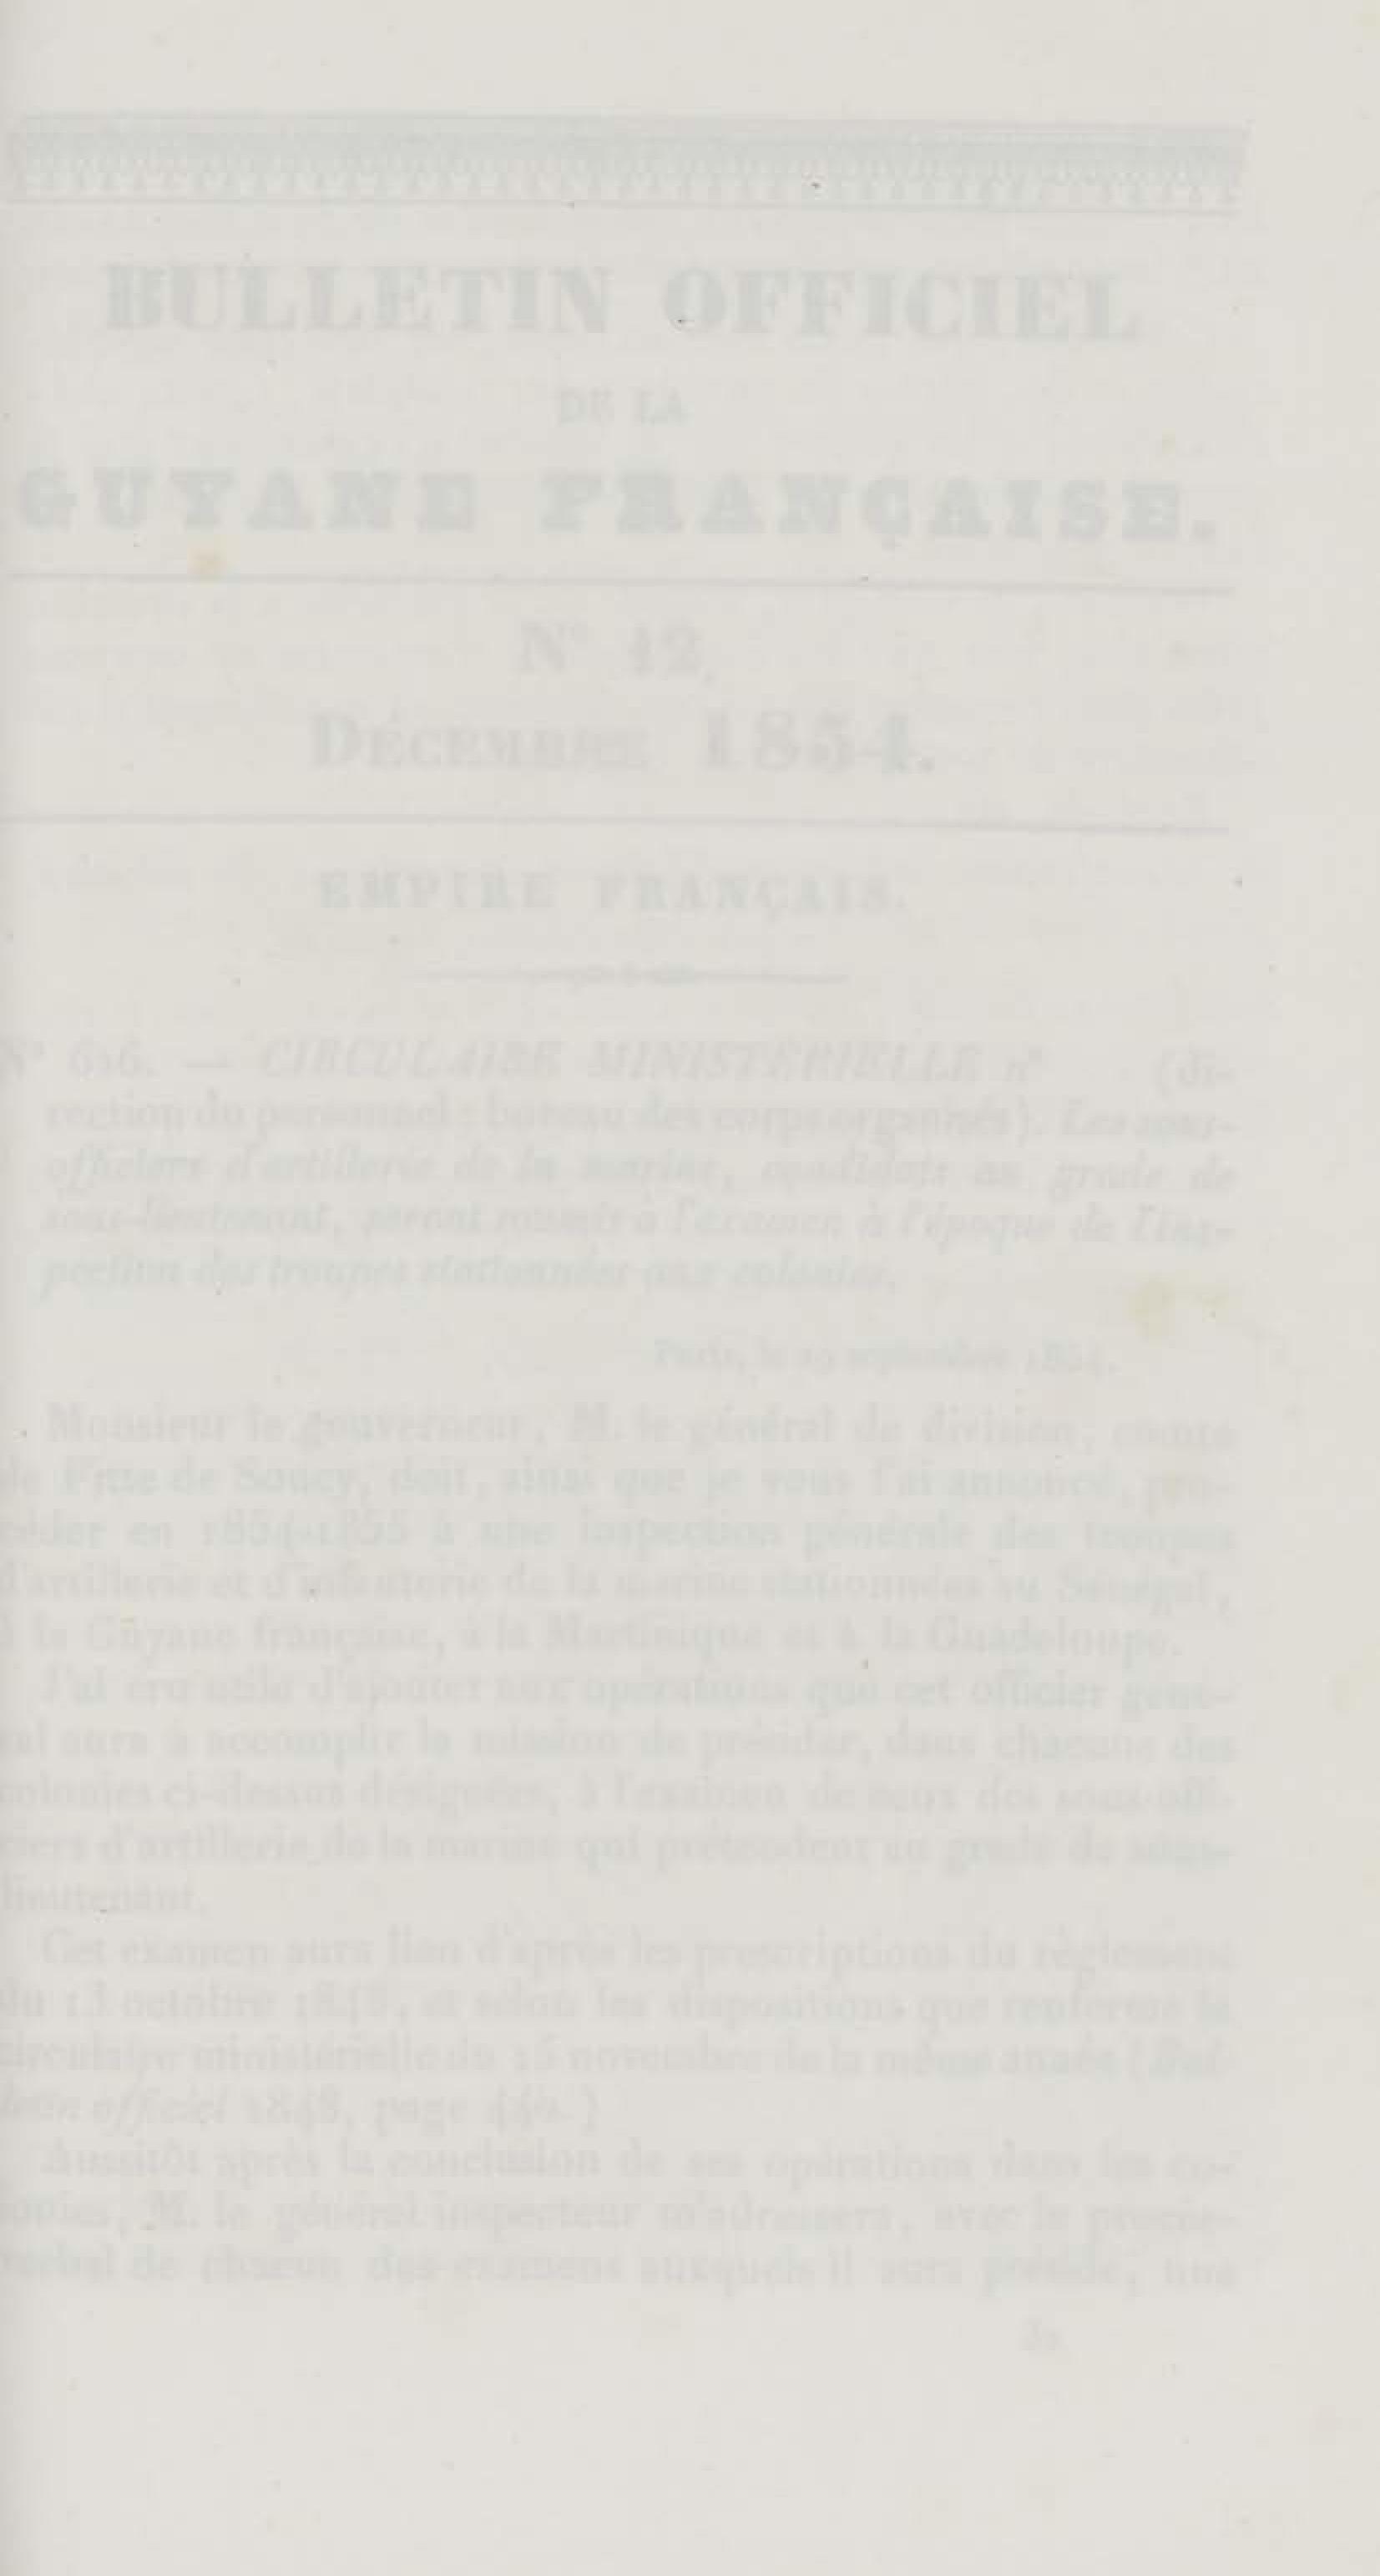 BULLETIN OFFICIEL
DE LA
GUYANE FRANÇAISE.
N° 12.
DÉCEMBRE 1854.
EMPIRE FRANÇAIS.
N° 616. — CIRCULAIRE MINISTÉRIELLE n° (di-
rection du personnel : bureau des corps organisés). Les sous-
officiers d'artillerie de la marine, candidats au grade de
sous-lieutenant, seront soumis à l'examen à l'époque de l'ins-
pection des troupes stationnées aux colonies.
Paris, le 19 septembre 1854.
Monsieur le gouverneur, M. le général de division, comte
de Fitte de Soucy, doit, ainsi que je vous l'ai annoncé, pro-
céder en 1854-1855 à une inspection générale des troupes
d'artillerie et d'infanterie de la marine stationnées au Sénégal,
à la Guyane française, à la Martinique et à la Guadeloupe.
J'ai cru utile d'ajouter aux opérations que cet officier géné-
ral aura à accomplir la mission de présider, dans chacune des
colonies ci-dessus désignées, à l'examen de ceux des sous-offi-
ciers d'artillerie de la marine qui prétendent au grade de sous-
lieutenant.
Cet examen aura lieu d'après les prescriptions du règlement
du 13 octobre 1848, et selon les dispositions que renferme la
circulaire ministérielle du 16 novembre de la même année (Bul-
letin officiel 1848, page )
Aussitôt après la conclusion de ses opérations dans les co-
lonies, M. le général inspecteur m'adressera, avec le procès-
verbal de chacun des examens auxquels il aura présidé, une